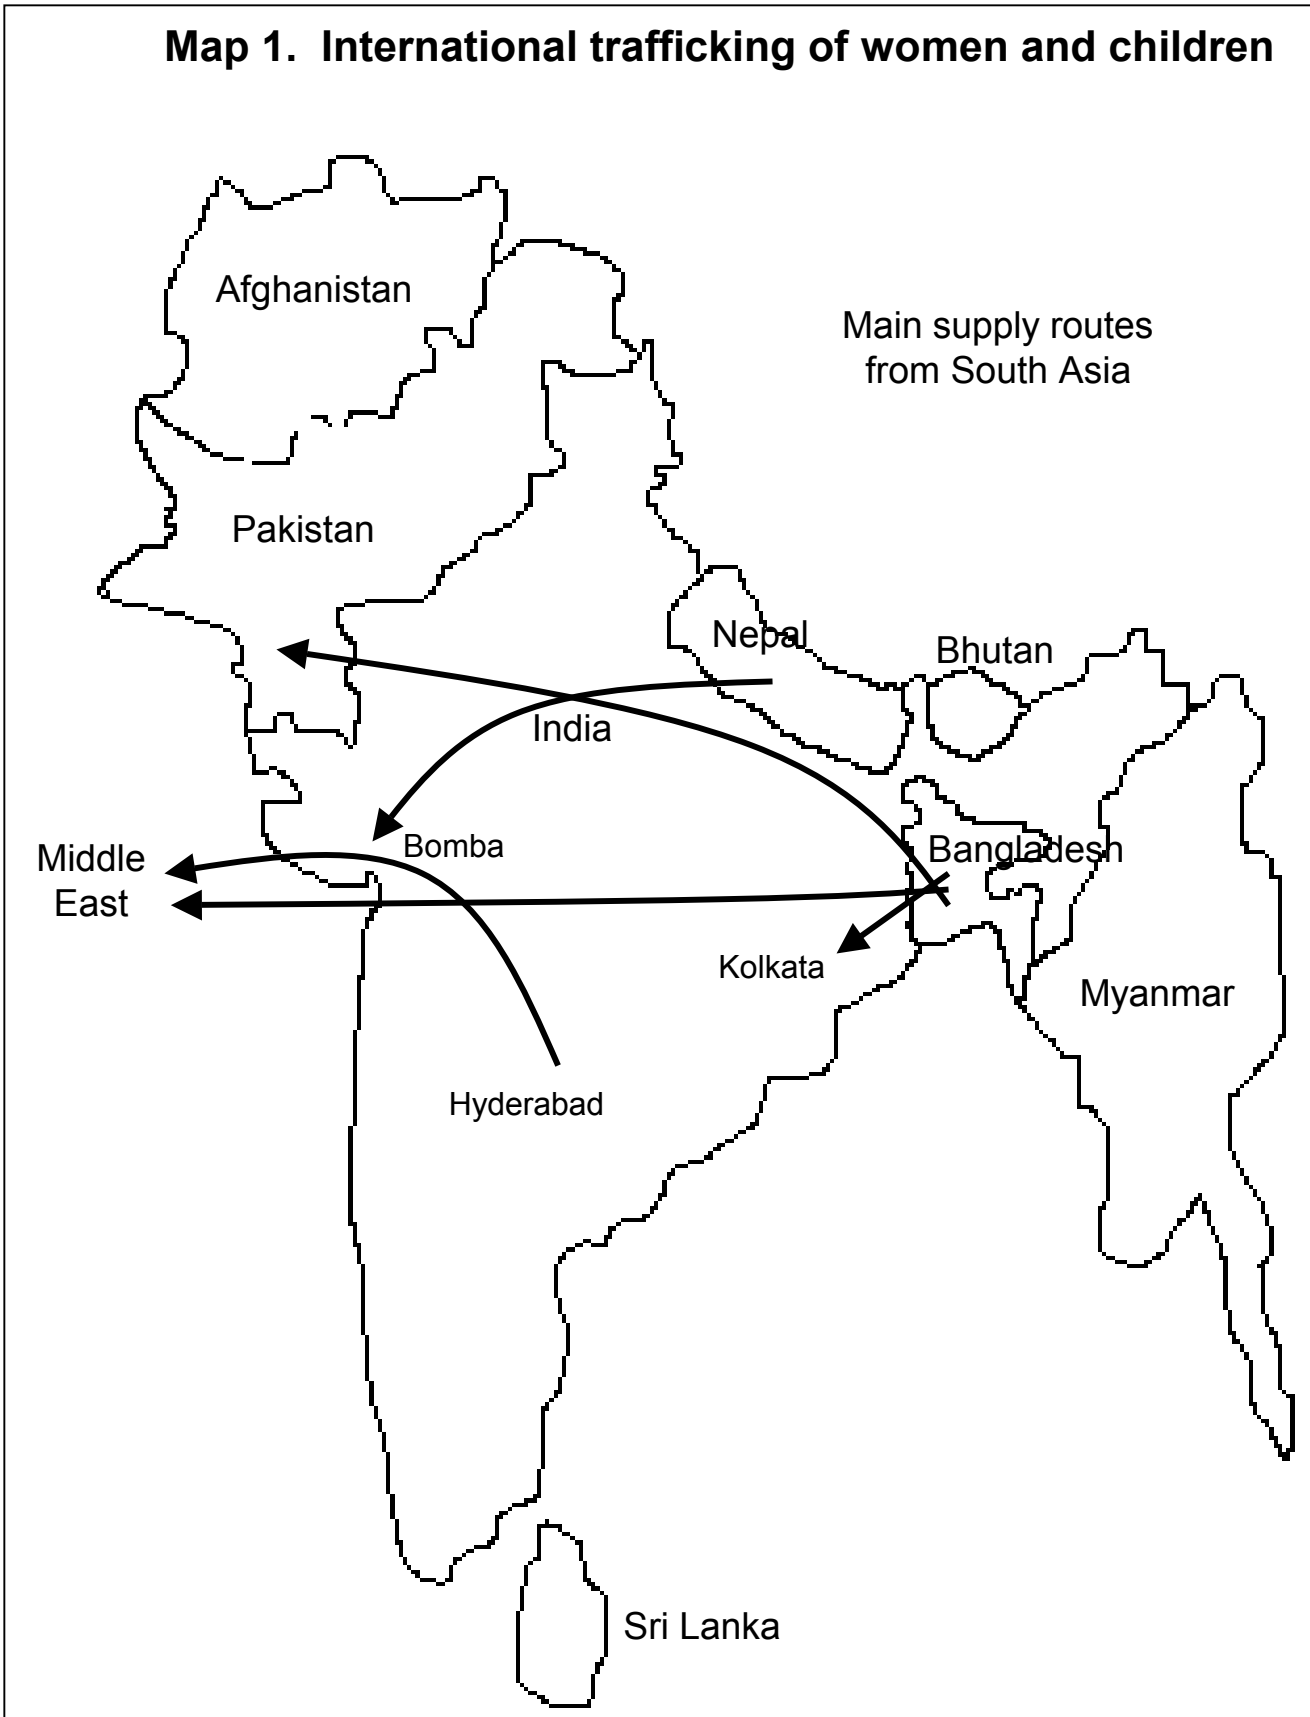 Map 1.  International trafficking of women and children
Afghanistan
Main supply routes
from South Asia
Pakistan
Nepal
Bhutan
India
Bomba
Bangladesh
Middle
East
Kolkata
Myanmar
Hyderabad
Sri Lanka